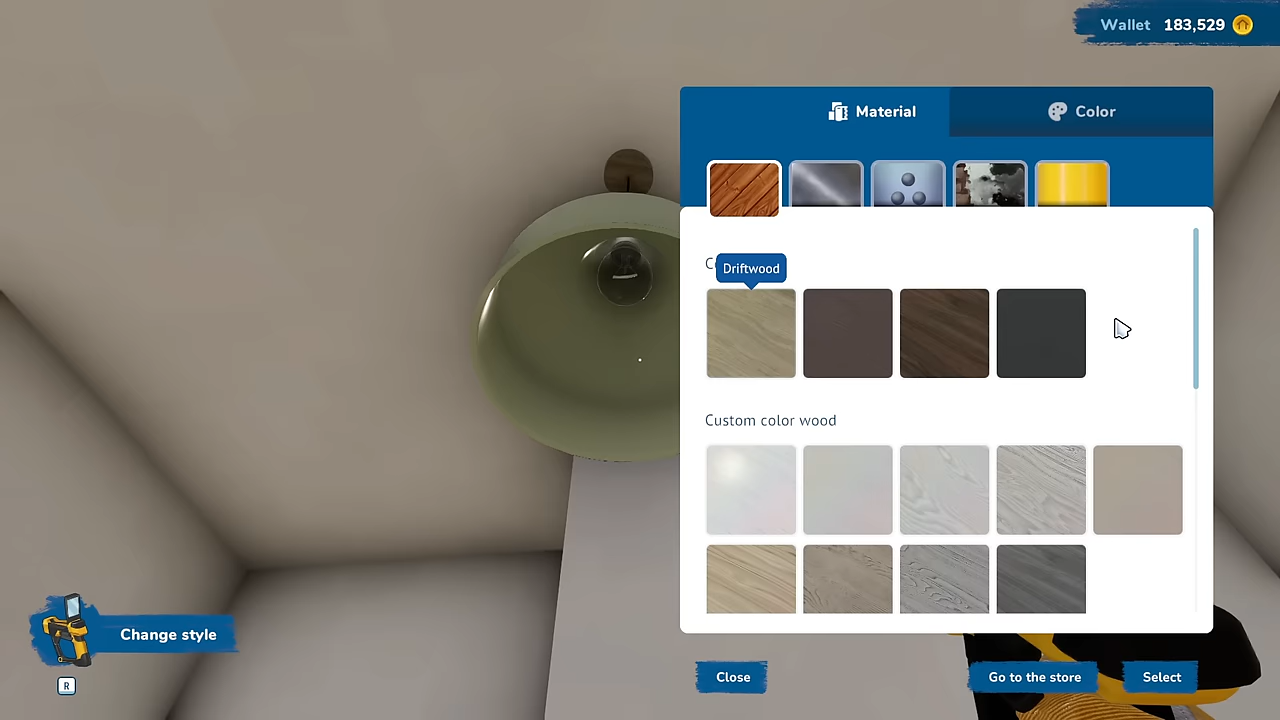 Wallet 183,529
Material
Color
Driftwood
Custom color wood
Change style
R
Close
Go to the store
Select